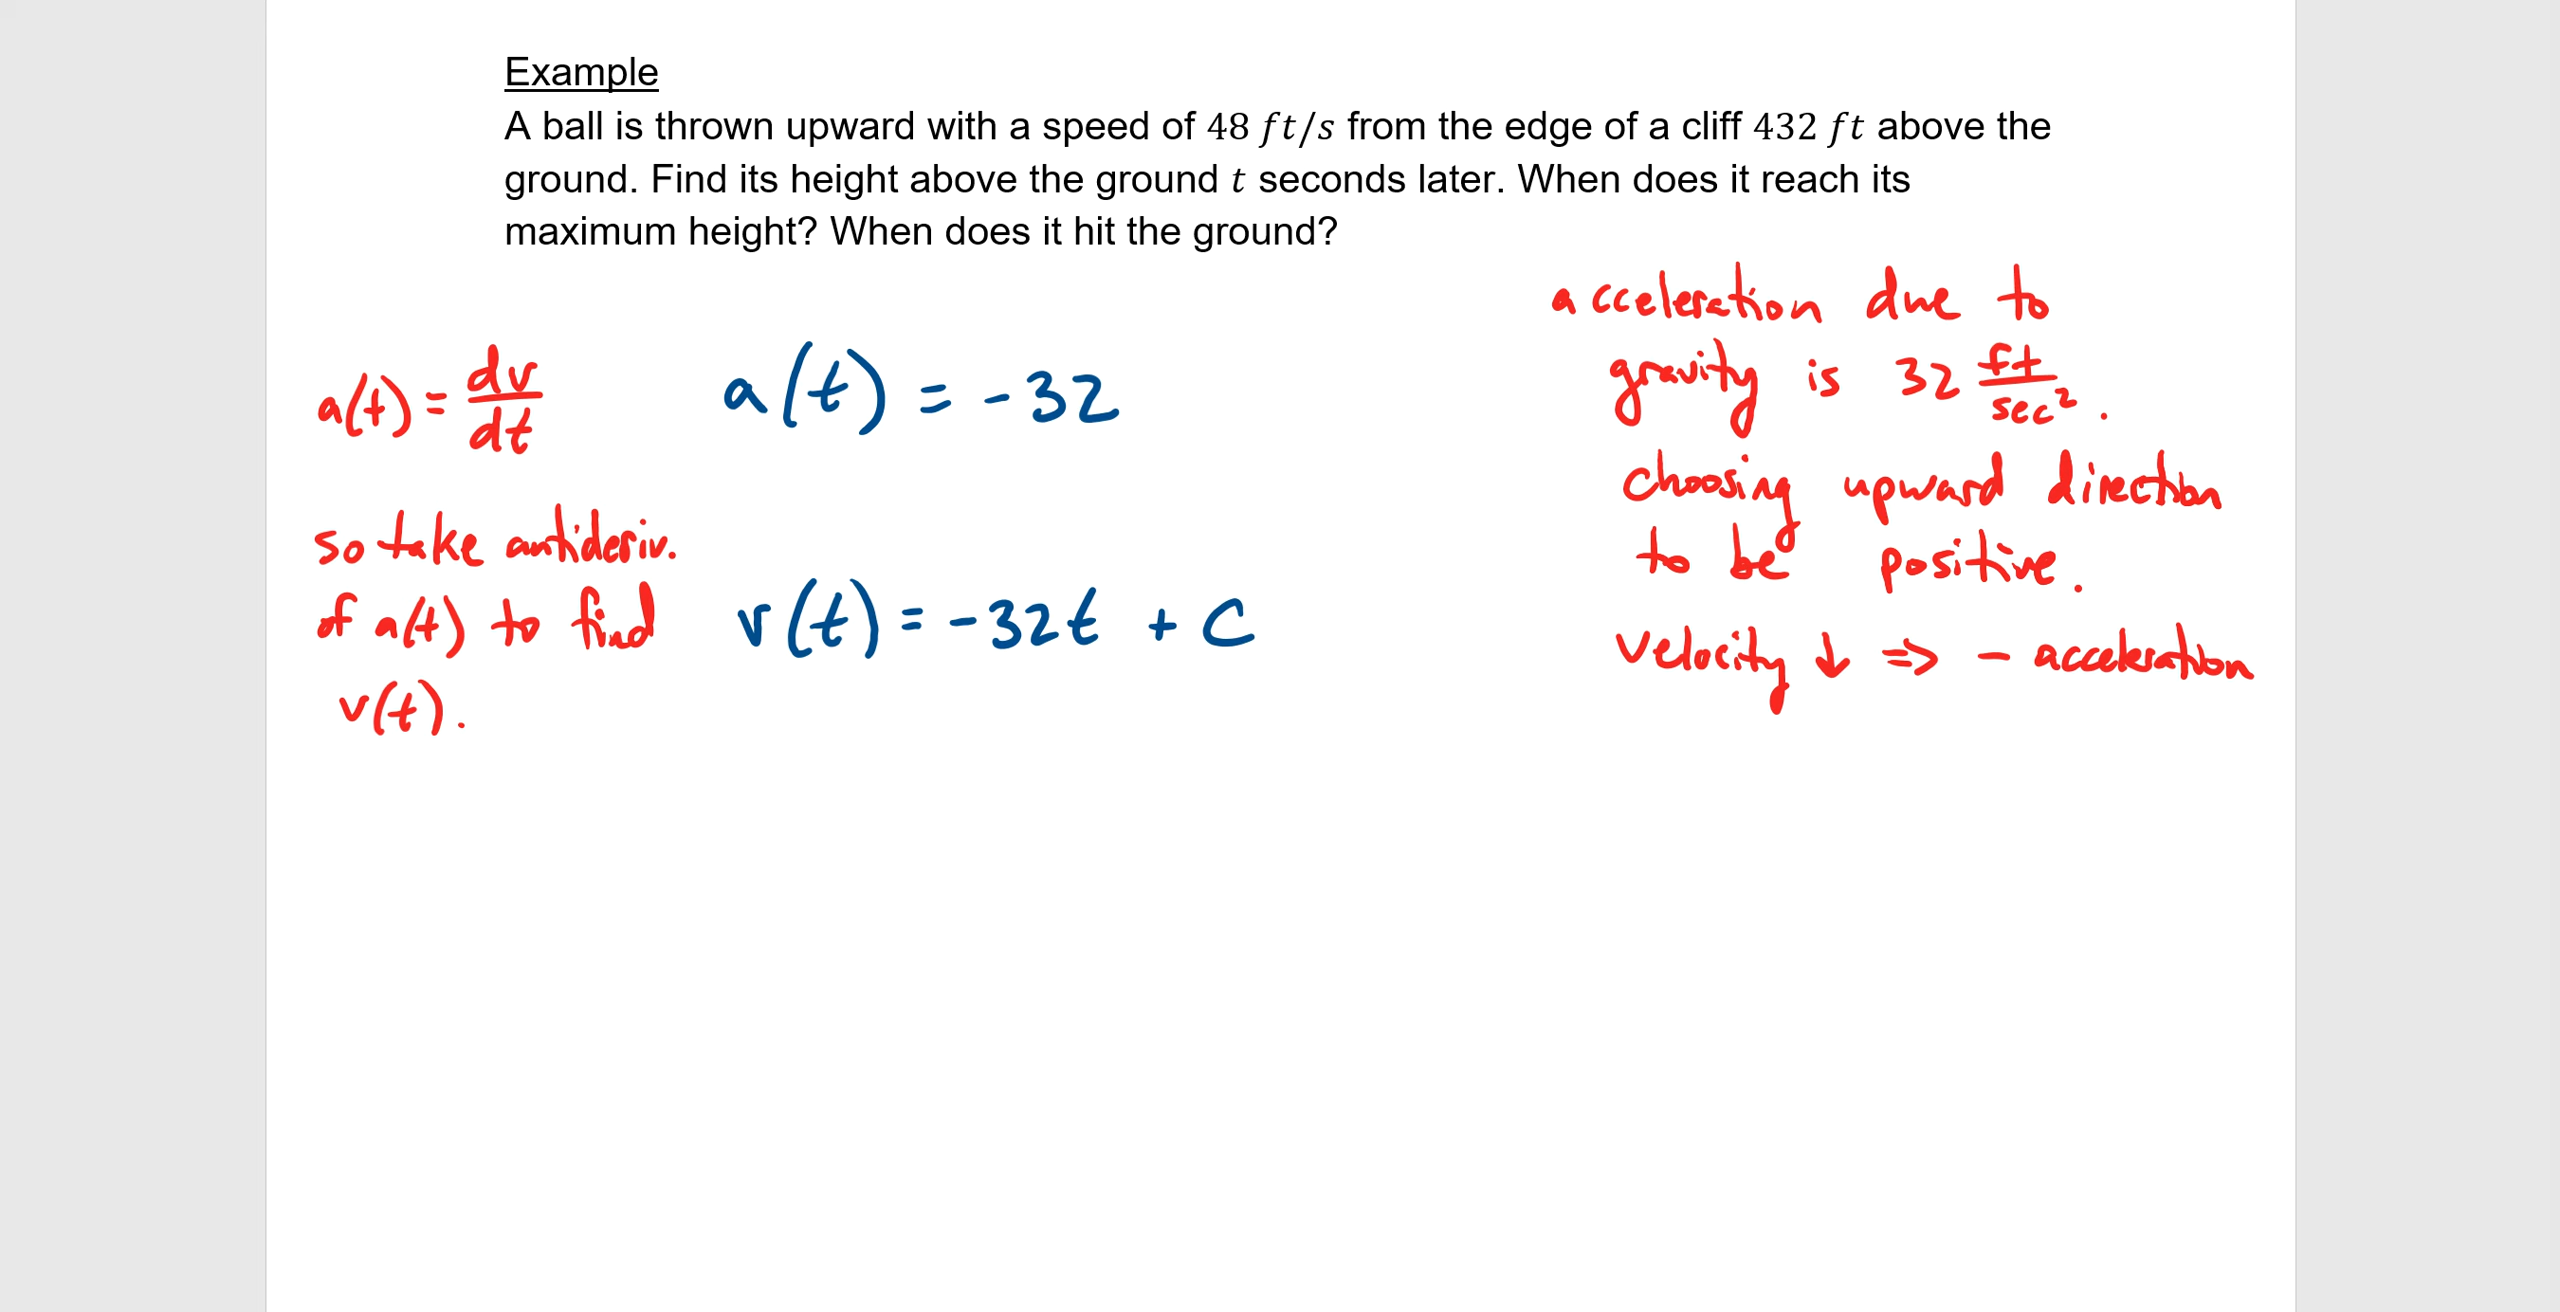 Example
A ball is thrown upward with a speed of 48 ft/s from the edge of a cliff 432 ft above the
ground. Find its height above the ground t seconds later. When does it reach its
maximum height? When does it hit the ground?
a(t) = dv/dt
so take antideriv.
of a(t) to find
v(t).
a(t) = -32
v(t) = -32t + C
acceleration due to
gravity is 32 ft/sec².
choosing upward direction
to be positive.
velocity ↓ ⇒ - acceleration